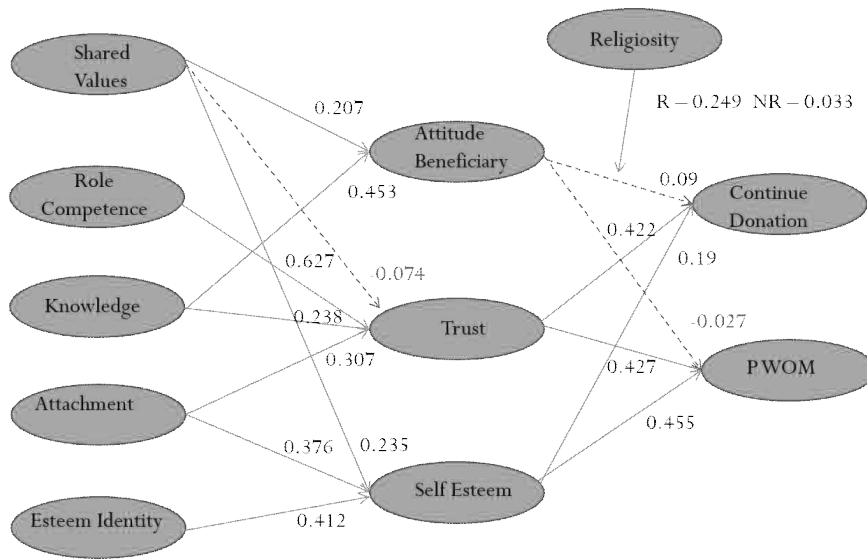 Shared
Values
Religiosity
R – 0.249 NR – 0.033
0.207
Attitude
Beneficiary
Role
Competence
0.453
0.09
Continue
Donation
0.422
0.627
-0.074
0.19
Knowledge
0.238
Trust
-0.027
0.307
0.427
PWOM
Attachment
0.376
0.235
0.455
Self Esteem
Esteem Identity
0.412